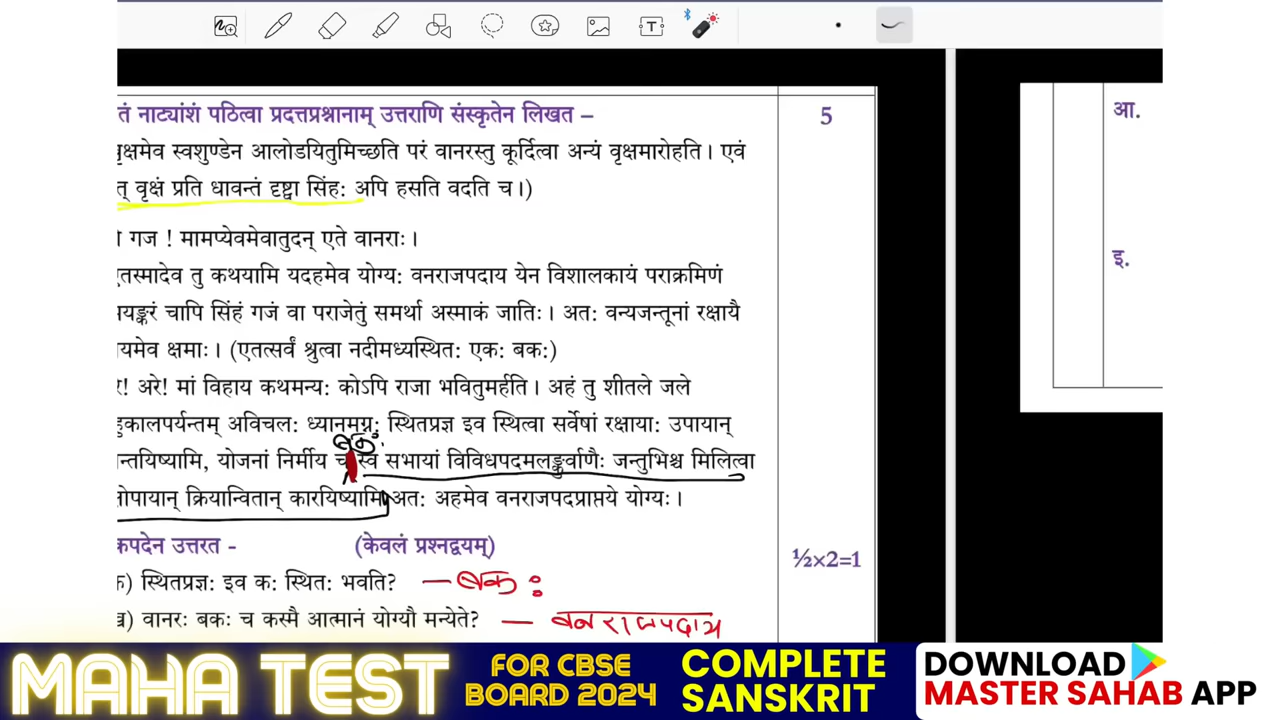 तं नाट्यांशं पठित्वा प्रदत्तप्रश्नानाम् उत्तराणि संस्कृतेन लिखत –
5
वृक्षमेव स्वशुण्डेन आलोडयितुमिच्छति परं वानरस्तु कूर्दित्वा अन्यं वृक्षमारोहति। एवं
त् वृक्षं प्रति धावन्तं दृष्ट्वा सिंह: अपि हसति वदति च।)
गज ! मामप्येवमेवातुदन् एते वानराः।
तस्मादेव तु कथयामि यदहमेव योग्य: वनराजपदाय येन विशालकायं पराक्रमिणं
यङ्करं चापि सिंहं गजं वा पराजेतुं समर्था अस्माकं जातिः। अत: वन्यजन्तूनां रक्षायै
यमेव क्षमाः। (एतत्सर्वं श्रुत्वा नदीमध्यस्थित: एक: बक:)
अरे! मां विहाय कथमन्य: कोऽपि राजा भवितुमर्हति। अहं तु शीतले जले
हुकालपर्यन्तम् अविचल: ध्यानमग्न: स्थितप्रज्ञ इव स्थित्वा सर्वेषां रक्षाया: उपायान्
बक:
न्तयिष्यामि, योजनां निर्मीय च स्व सभायां विविधपदमलङ्कुर्वाणैः जन्तुभिश्च मिलित्वा
ोपायान् क्रियान्वितान् कारयिष्यामि, अत: अहमेव वनराजपदप्राप्तये योग्यः।
कपदेन उत्तरत - (केवलं प्रश्नद्वयम्)
½×2=1
क) स्थितप्रज्ञ: इव क: स्थित: भवति? — बक:
ख) वानरः बकः च कस्मै आत्मानं योग्यौ मन्येते? — वनराजपदाय
आ.
इ.
MAHA TEST
FOR CBSE
BOARD 2024
COMPLETE
SANSKRIT
DOWNLOAD
MASTER SAHAB APP